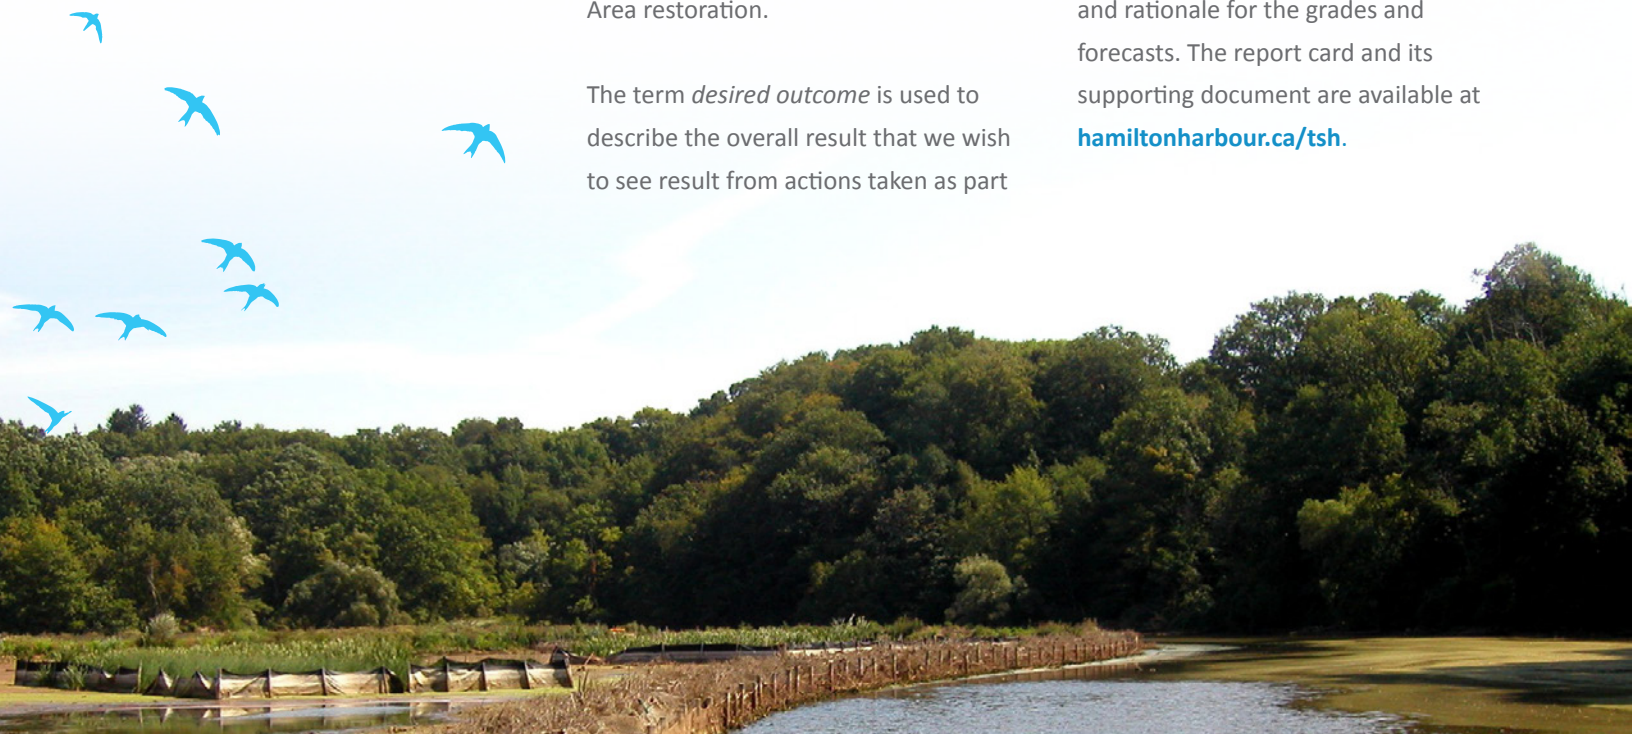 Area restoration.
The term desired outcome is used to
describe the overall result that we wish
to see result from actions taken as part
and rationale for the grades and
forecasts. The report card and its
supporting document are available at
hamiltonharbour.ca/tsh.